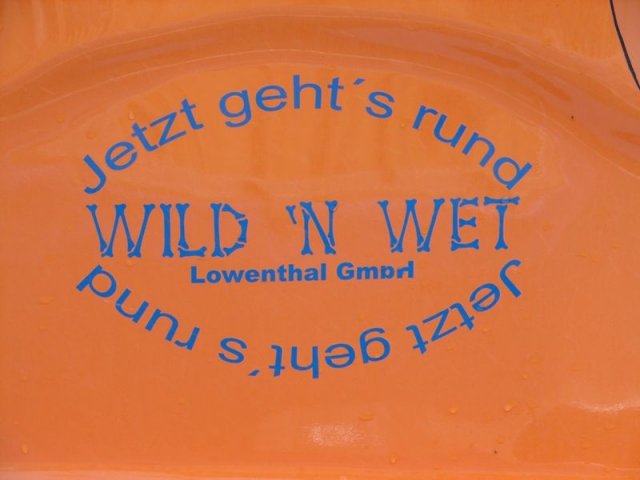 Jetzt geht´s rund
WILD 'N WET
Lowenthal GmbH
Jetzt geht´s rund